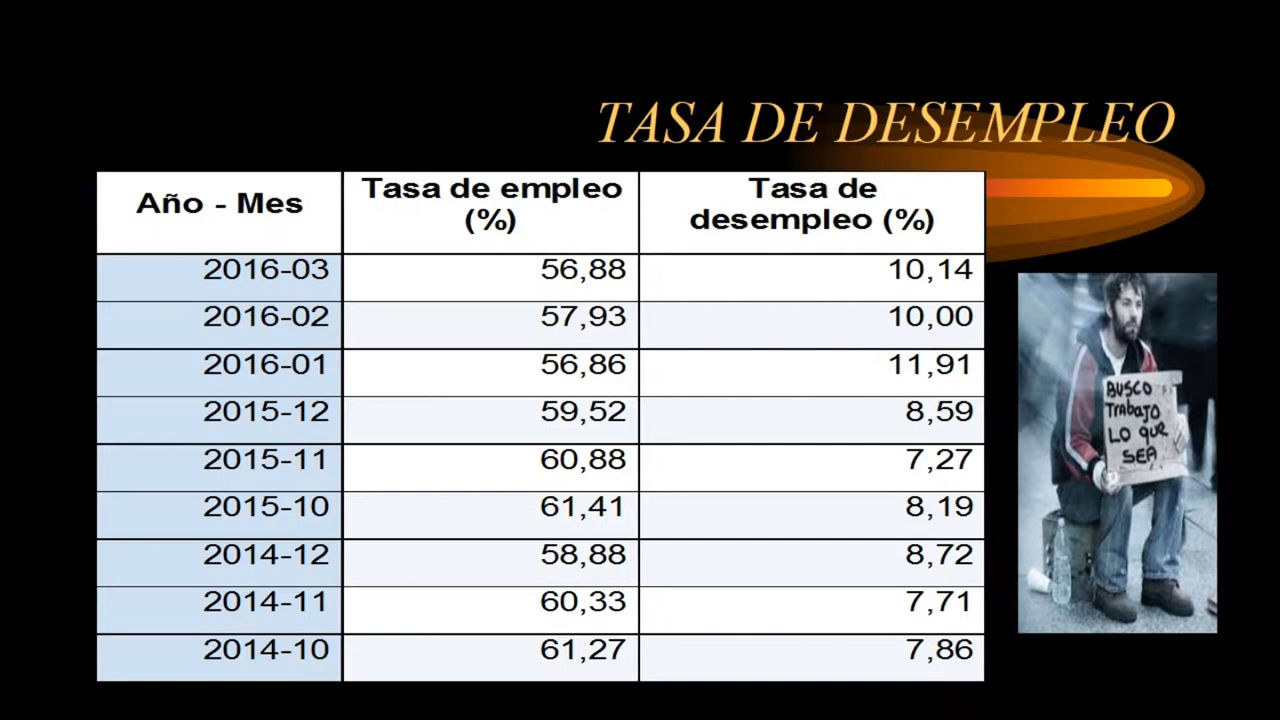 TASA DE DESEMPLEO
Año - Mes Tasa de empleo (%) Tasa de desempleo (%)
2016-03 56,88 10,14
2016-02 57,93 10,00
2016-01 56,86 11,91
2015-12 59,52 8,59
2015-11 60,88 7,27
2015-10 61,41 8,19
2014-12 58,88 8,72
2014-11 60,33 7,71
2014-10 61,27 7,86
BUSCO
TRabaJO
LO QUE
SEA